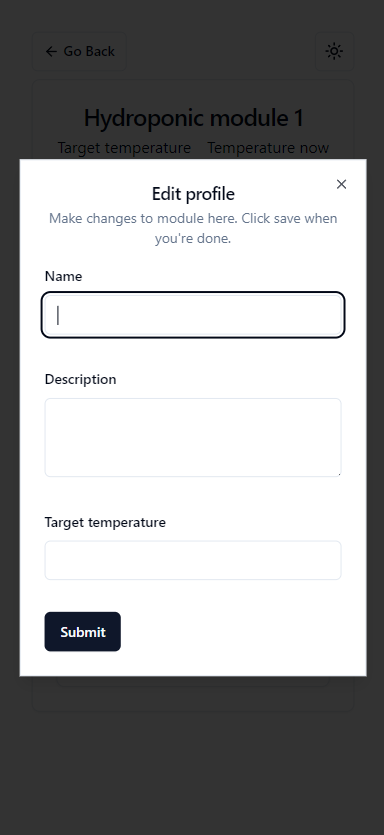 Go Back
Hydroponic module 1
Target temperature Temperature now
Edit profile
Make changes to module here. Click save when
you're done.
Name
Description
Target temperature
Submit